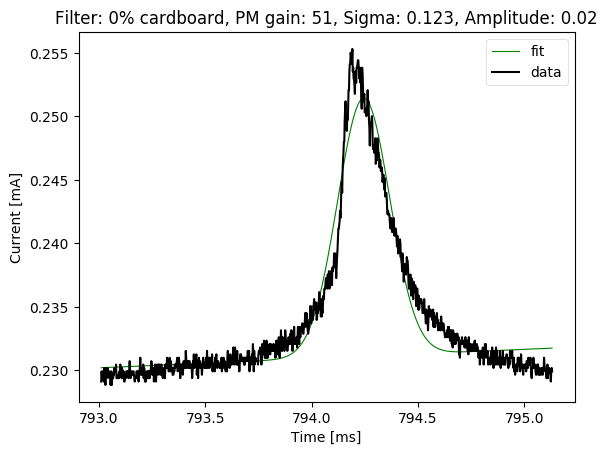 Filter: 0% cardboard, PM gain: 51, Sigma: 0.123, Amplitude: 0.02
fit
data
0.255
0.250
0.245
0.240
0.235
0.230
Current [mA]
793.0 793.5 794.0 794.5 795.0
Time [ms]